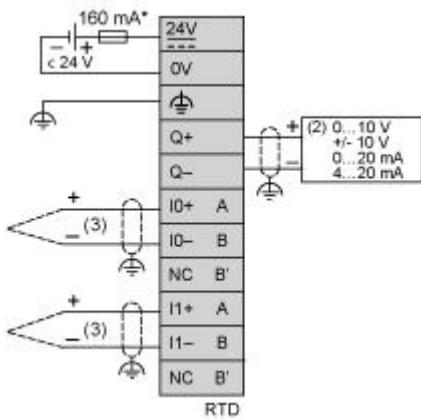 160 mA*
24V
− +
c 24 V
0V
Q+
+ (2) 0...10 V
+/- 10 V
0...20 mA
4...20 mA
Q− −
+ I0+ A
− (3) I0− B
NC B'
+ I1+ A
− (3) I1− B
NC B'
RTD